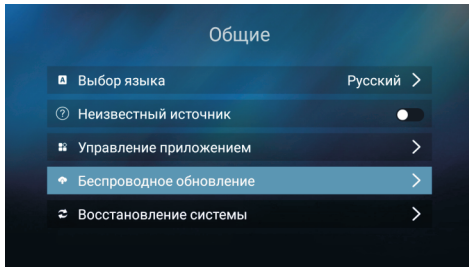 Общие
Выбор языка Русский
Неизвестный источник
Управление приложением
Беспроводное обновление
Восстановление системы